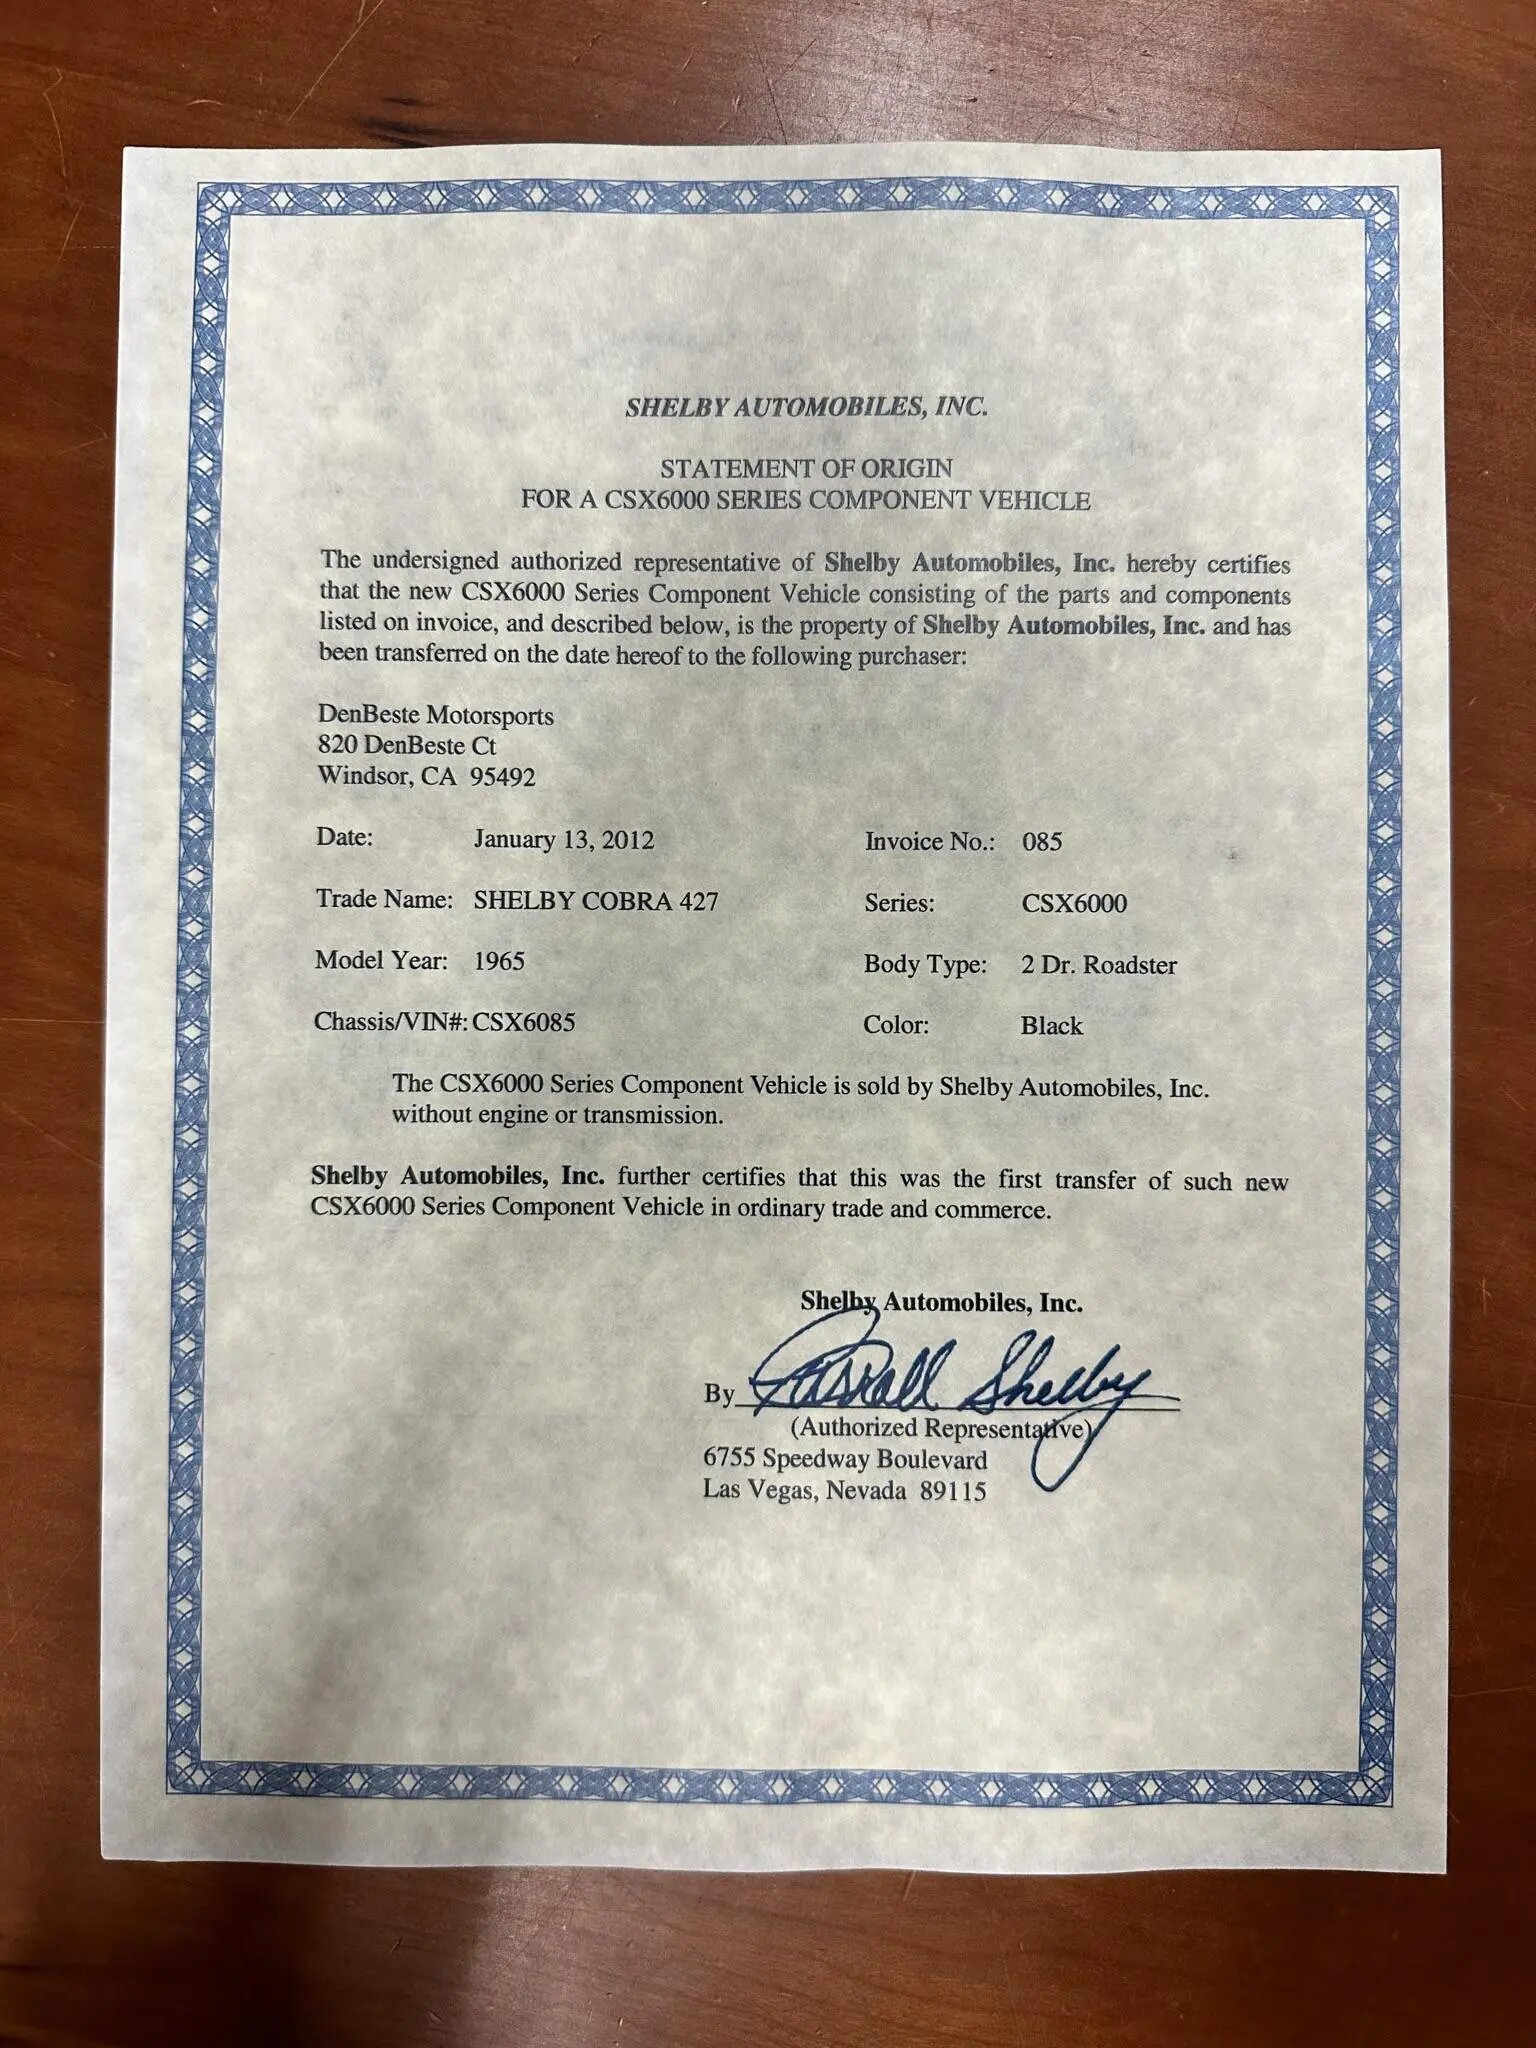 SHELBY AUTOMOBILES, INC.
STATEMENT OF ORIGIN
FOR A CSX6000 SERIES COMPONENT VEHICLE
The undersigned authorized representative of Shelby Automobiles, Inc. hereby certifies
that the new CSX6000 Series Component Vehicle consisting of the parts and components
listed on invoice, and described below, is the property of Shelby Automobiles, Inc. and has
been transferred on the date hereof to the following purchaser:
DenBeste Motorsports
820 DenBeste Ct
Windsor, CA 95492
Date: January 13, 2012 Invoice No.: 085
Trade Name: SHELBY COBRA 427 Series: CSX6000
Model Year: 1965 Body Type: 2 Dr. Roadster
Chassis/VIN#: CSX6085 Color: Black
The CSX6000 Series Component Vehicle is sold by Shelby Automobiles, Inc.
without engine or transmission.
Shelby Automobiles, Inc. further certifies that this was the first transfer of such new
CSX6000 Series Component Vehicle in ordinary trade and commerce.
Shelby Automobiles, Inc.
By Shelby
(Authorized Representative)
6755 Speedway Boulevard
Las Vegas, Nevada 89115